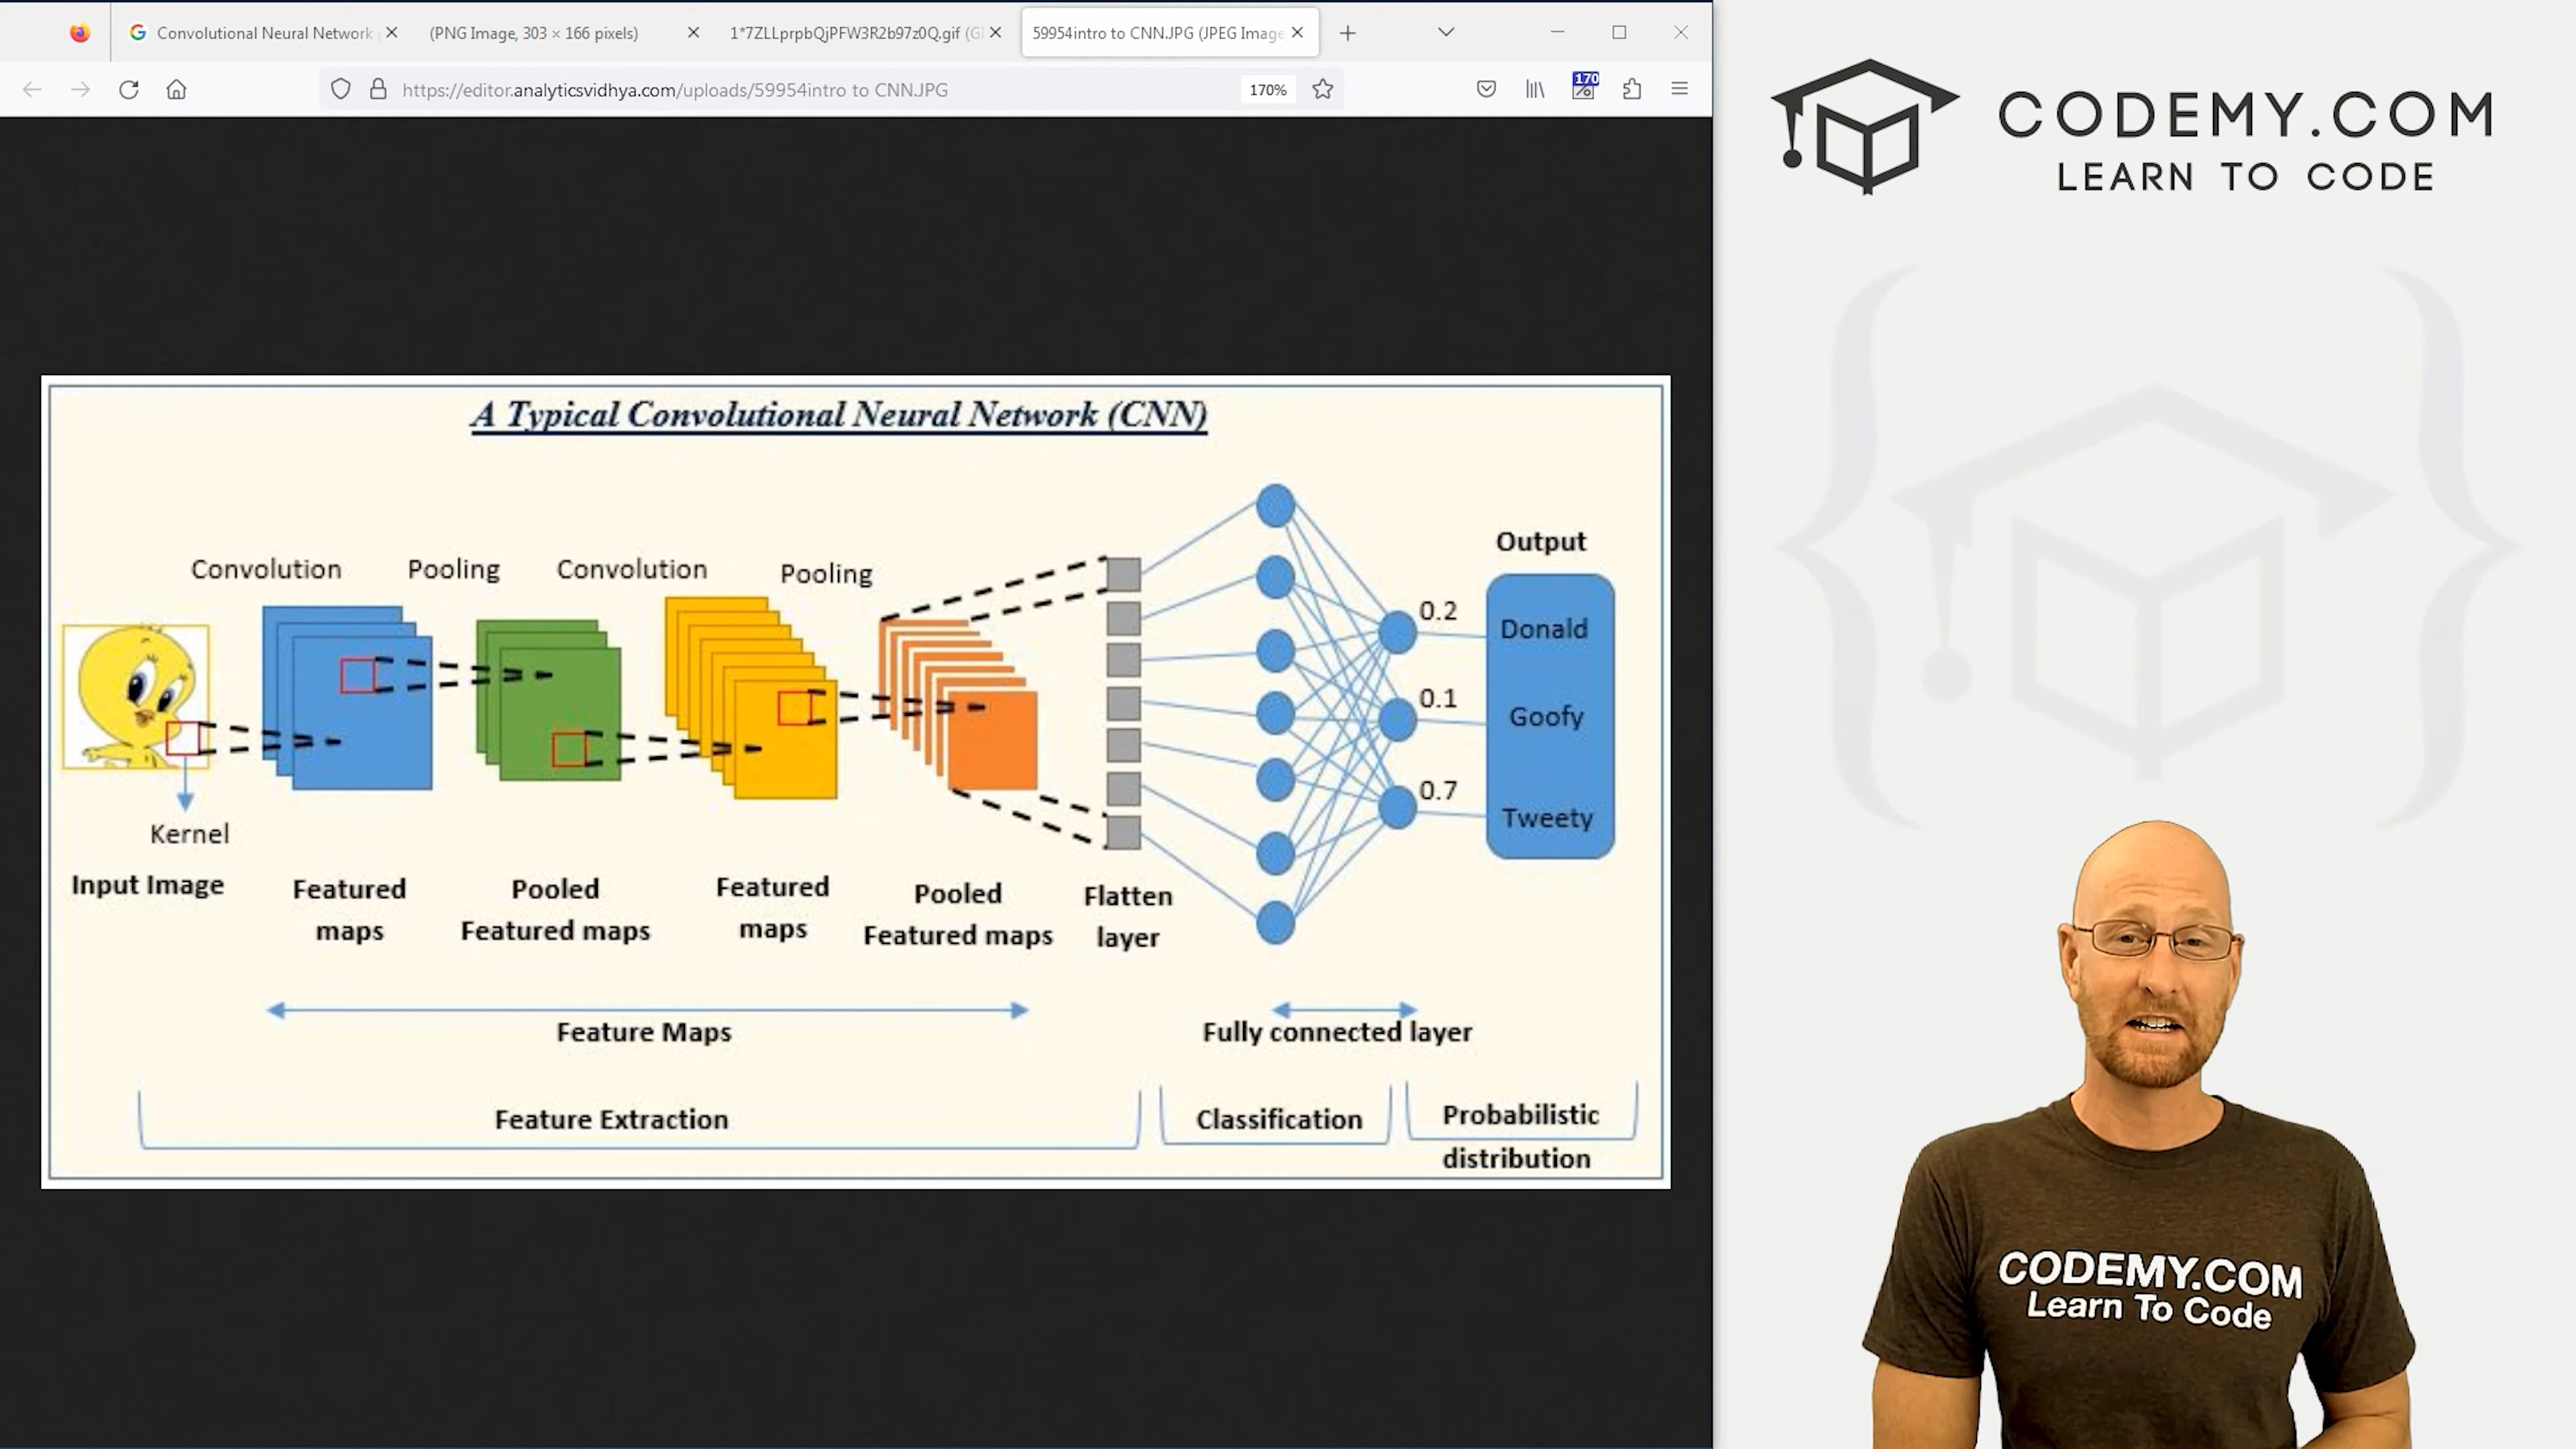 Convolutional Neural Network
(PNG Image, 303 × 166 pixels)
1*7ZLLprpbQjPFW3R2b97z0Q.gif (GI
59954intro to CNN.JPG (JPEG Image
https://editor.analyticsvidhya.com/uploads/59954intro to CNN.JPG
170%
170
CODEMY.COM
LEARN TO CODE
A Typical Convolutional Neural Network (CNN)
Convolution
Pooling
Convolution
Pooling
Output
0.2
Donald
0.1
Goofy
0.7
Tweety
Kernel
Input Image
Featured
maps
Pooled
Featured maps
Featured
maps
Pooled
Featured maps
Flatten
layer
Feature Maps
Fully connected layer
Feature Extraction
Classification
Probabilistic
distribution
CODEMY.COM
Learn To Code